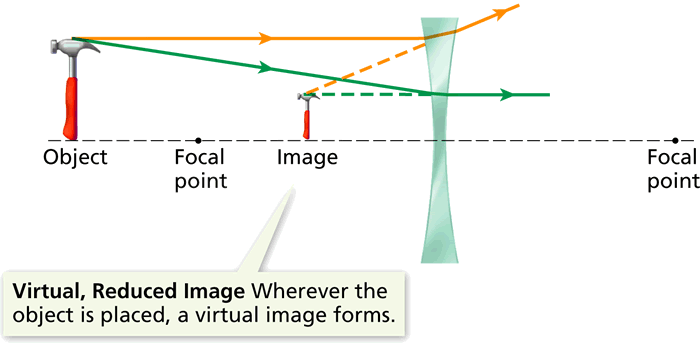 Object
Focal
point
Image
Focal
point
Virtual, Reduced Image Wherever the
object is placed, a virtual image forms.